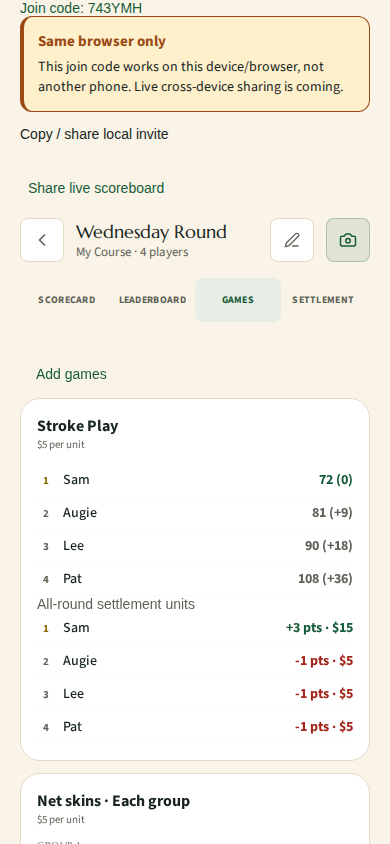 Join code: 743YMH
Same browser only
This join code works on this device/browser, not
another phone. Live cross-device sharing is coming.
Copy / share local invite
Share live scoreboard
Wednesday Round
My Course · 4 players
SCORECARD LEADERBOARD GAMES SETTLEMENT
Add games
Stroke Play
$5 per unit
1 Sam 72 (0)
2 Augie 81 (+9)
3 Lee 90 (+18)
4 Pat 108 (+36)
All-round settlement units
1 Sam +3 pts · $15
2 Augie -1 pts · $5
3 Lee -1 pts · $5
4 Pat -1 pts · $5
Net skins · Each group
$5 per unit